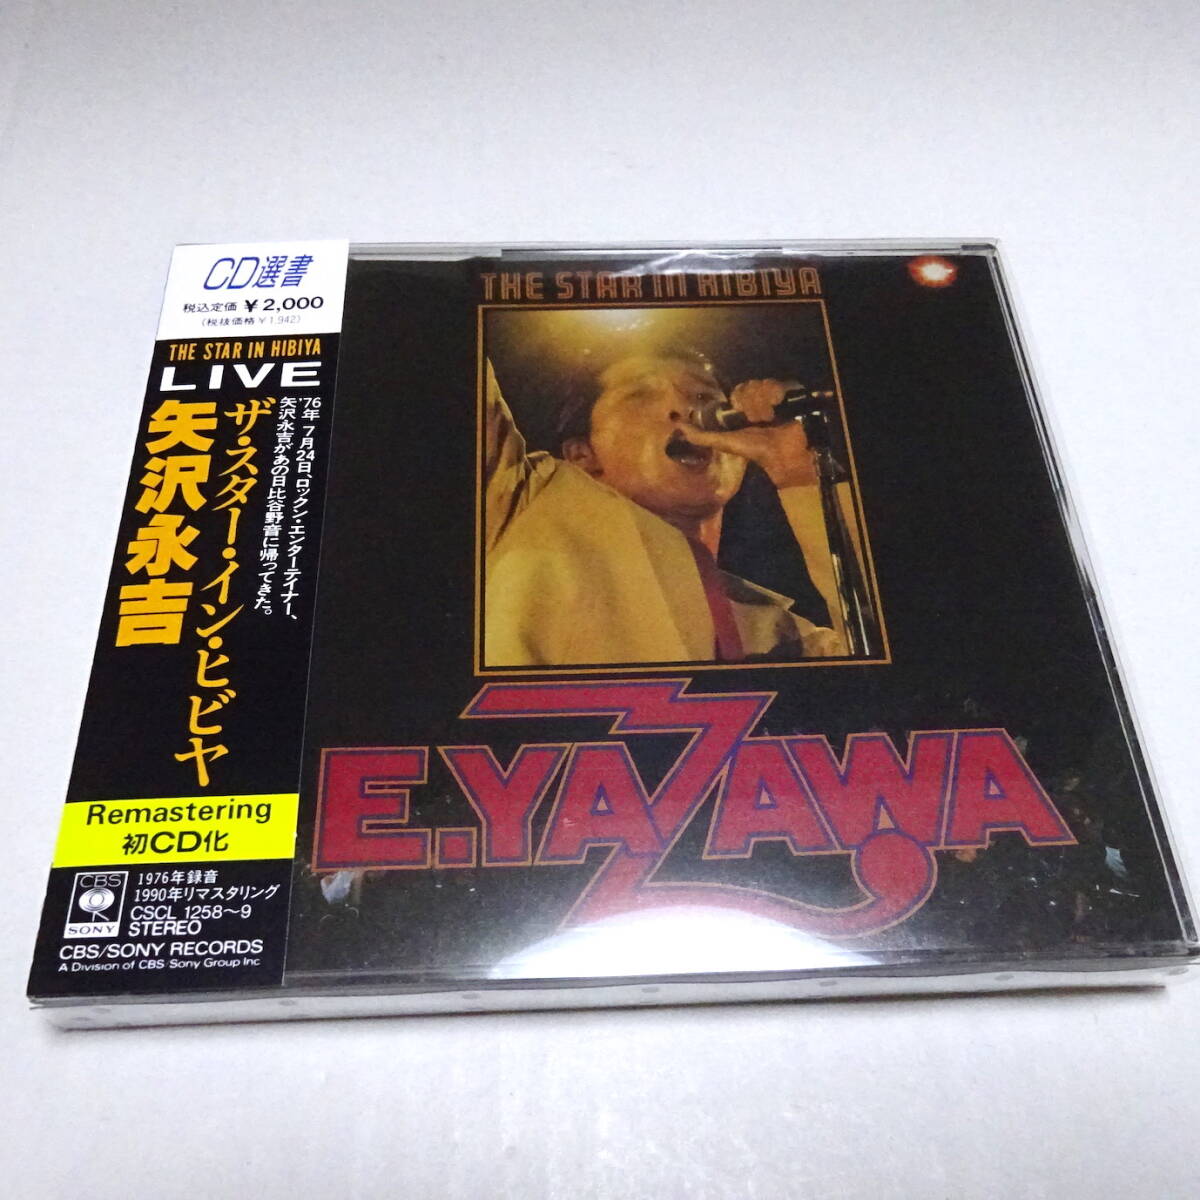 CD選書
税込定価 ¥2,000
(税抜価格¥1,942)
THE STAR IN HIBIYA
LIVE
'76年7月24日、ロックン・エンターテイナー、
矢沢永吉があの日比谷野音に帰ってきた。
ザ・スター・イン・ヒビヤ
矢沢永吉
Remastering
初CD化
CBS
SONY
1976年録音
1990年リマスタリング
CSCL 1258〜9
STEREO
CBS/SONY RECORDS
A Division of CBS/Sony Group Inc
THE STAR IN HIBIYA
E.YAZAWA